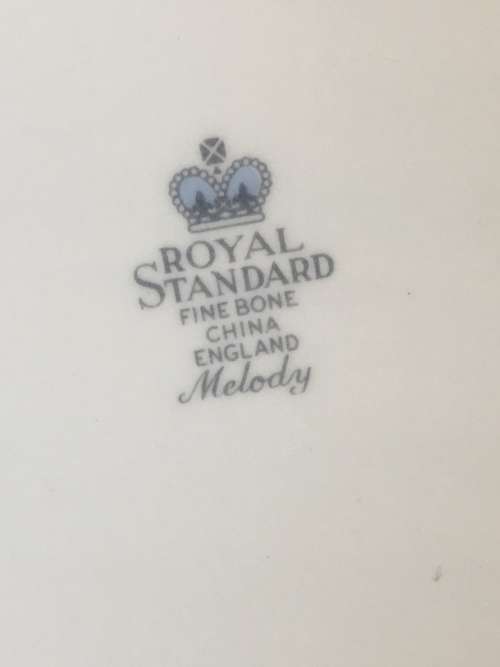 ROYAL
STANDARD
FINE BONE
CHINA
ENGLAND
Melody